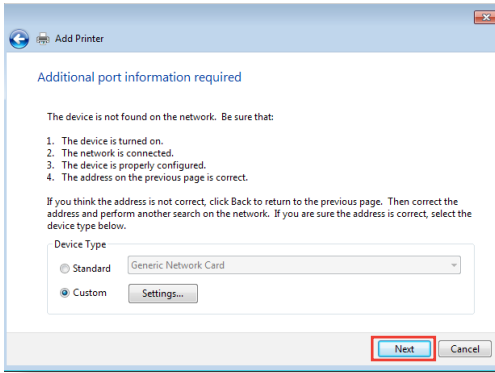 Add Printer
Additional port information required
The device is not found on the network. Be sure that:
1. The device is turned on.
2. The network is connected.
3. The device is properly configured.
4. The address on the previous page is correct.
If you think the address is not correct, click Back to return to the previous page. Then correct the
address and perform another search on the network. If you are sure the address is correct, select the
device type below.
Device Type
Standard Generic Network Card
Custom Settings...
Next Cancel